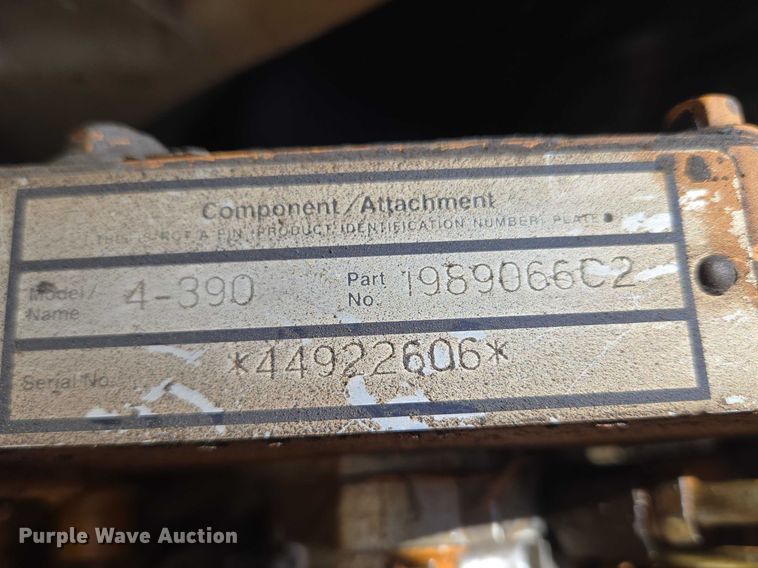 Component/Attachment
THIS IS NOT A PIN (PRODUCT IDENTIFICATION NUMBER) PLATE
Model/ Name 4-390 Part No. 1989066C2
Serial No. *44922606*
Purple Wave Auction®